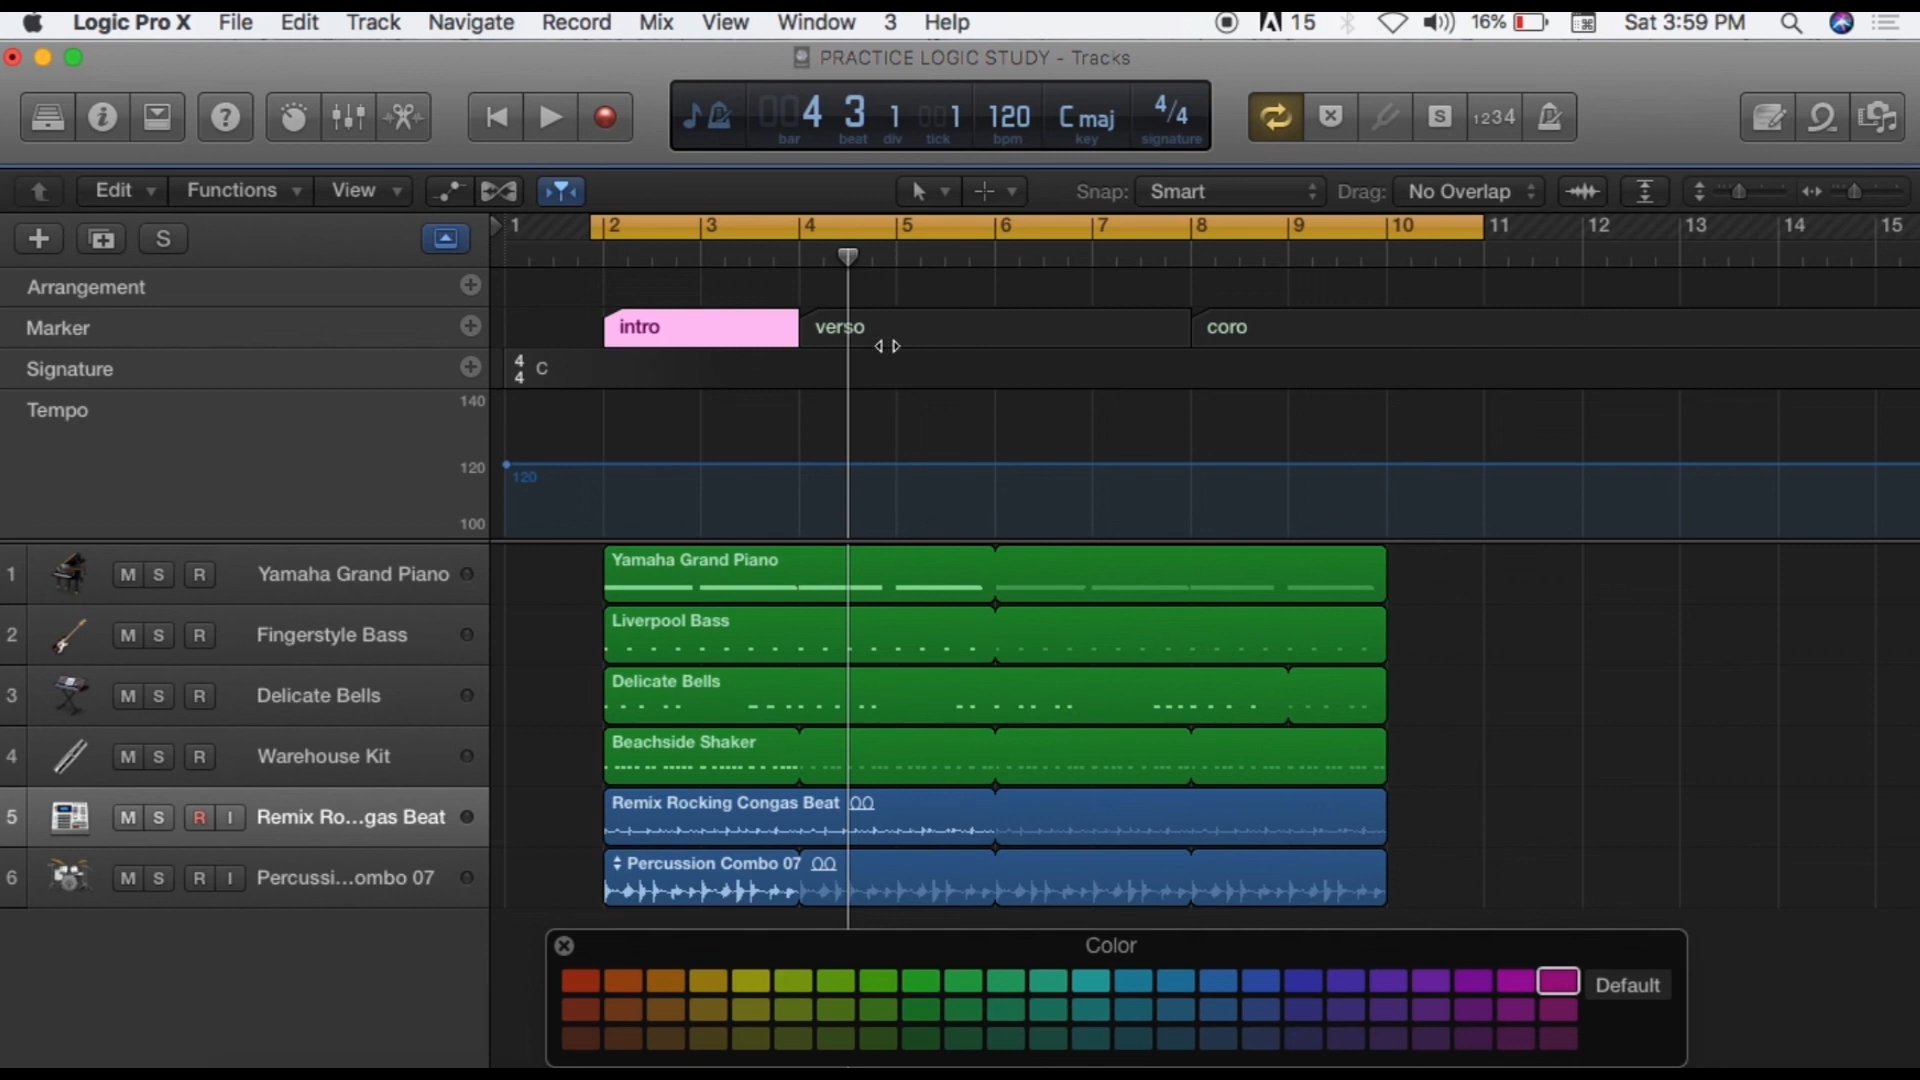 Logic Pro X File Edit Track Navigate Record Mix View Window 3 Help 15 16% Sat 3:59 PM
PRACTICE LOGIC STUDY - Tracks
4 3 1 1 120 C maj 4/4
bar beat div tick bpm key signature
S 1234
Edit Functions View Snap: Smart Drag: No Overlap
S
1 2 3 4 5 6 7 8 9 10 11 12 13 14 15
Arrangement
Marker intro verso coro
Signature 4/4 C
Tempo 140
120 120
100
1 M S R Yamaha Grand Piano Yamaha Grand Piano
2 M S R Fingerstyle Bass Liverpool Bass
3 M S R Delicate Bells Delicate Bells
4 M S R Warehouse Kit Beachside Shaker
5 M S R I Remix Ro...gas Beat Remix Rocking Congas Beat
6 M S R I Percussi...ombo 07 Percussion Combo 07
Color
Default